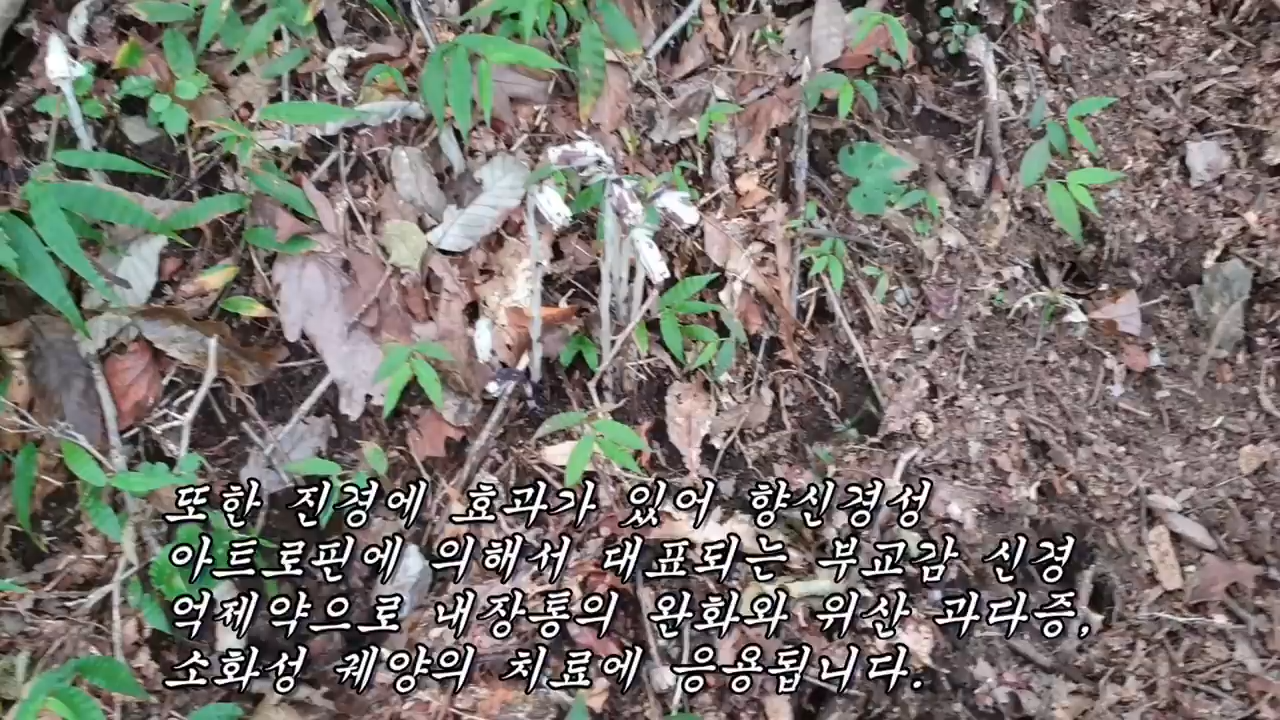 또한 진경에 효과가 있어 향신경성
아트로핀에 의해서 대표되는 부교감 신경
억제약으로 내장통의 완화와 위산 과다증,
소화성 궤양의 치료에 응용됩니다.